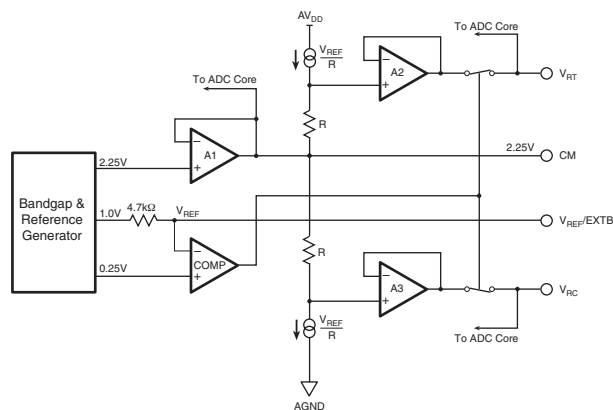 AVDD
VREF
R
To ADC Core
−
A2
+
To ADC Core
VRT
R
−
A1
+
2.25V
2.25V
CM
Bandgap &
Reference
Generator
1.0V
4.7kΩ
VREF
VREF/EXTB
−
COMP
+
0.25V
R
−
A3
+
VRC
VREF
R
To ADC Core
AGND